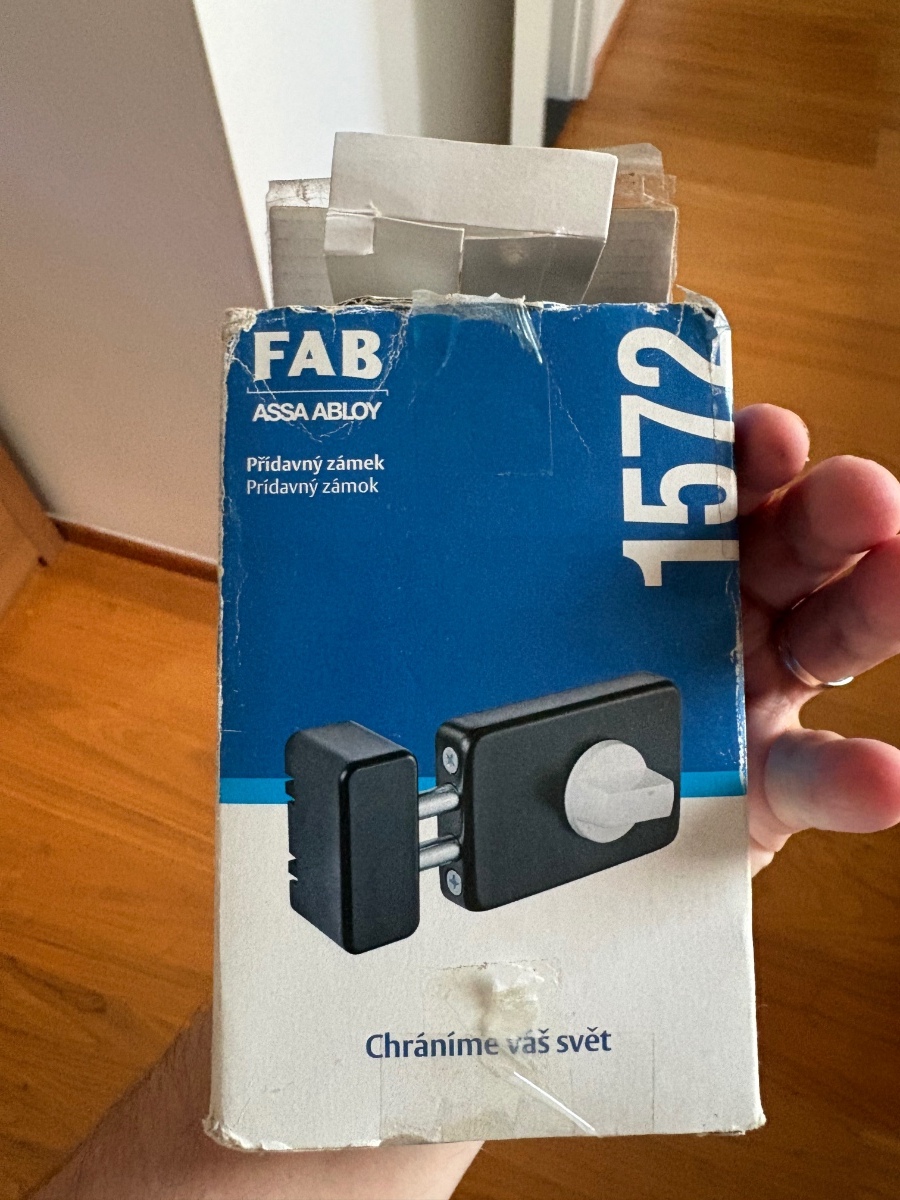 FAB
ASSA ABLOY
Přídavný zámek
Prídavný zámok
1572
Chráníme váš svět